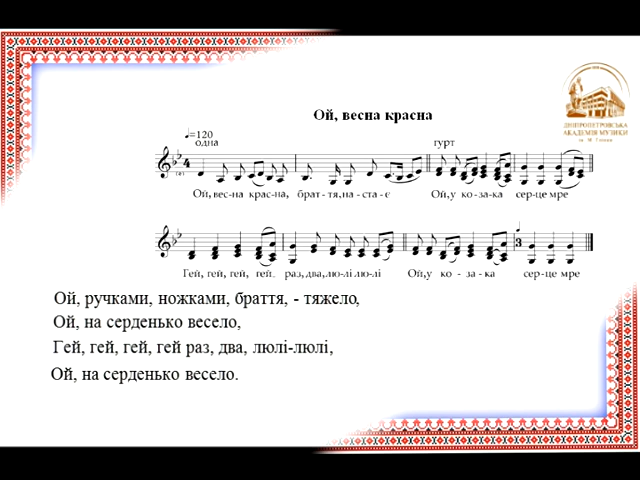 Ой, весна красна
ДНІПРОПЕТРОВСЬКА
АКАДЕМІЯ МУЗИКИ
♩=120
одна
гурт
Ой, вес-на крас-на, брат-тя,на-ста-є Ой,у ко-за-ка сер-це мре
Гей, гей, гей, гей. раз,два,лю-лі лю-лі Ой,у ко - за - ка сер-це мре
Ой, ручками, ножками, браття, - тяжело,
Ой, на серденько весело,
Гей, гей, гей, гей раз, два, люлі-люлі,
Ой, на серденько весело.